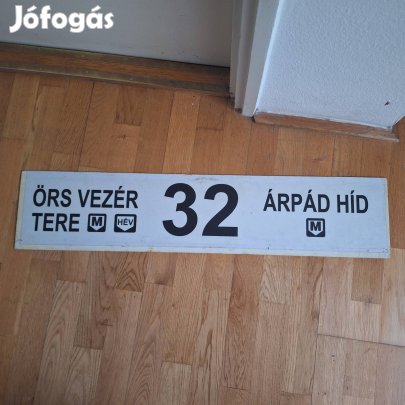 Jófogás
ÖRS VEZÉR
TERE M HÉV
32
ÁRPÁD HÍD
M